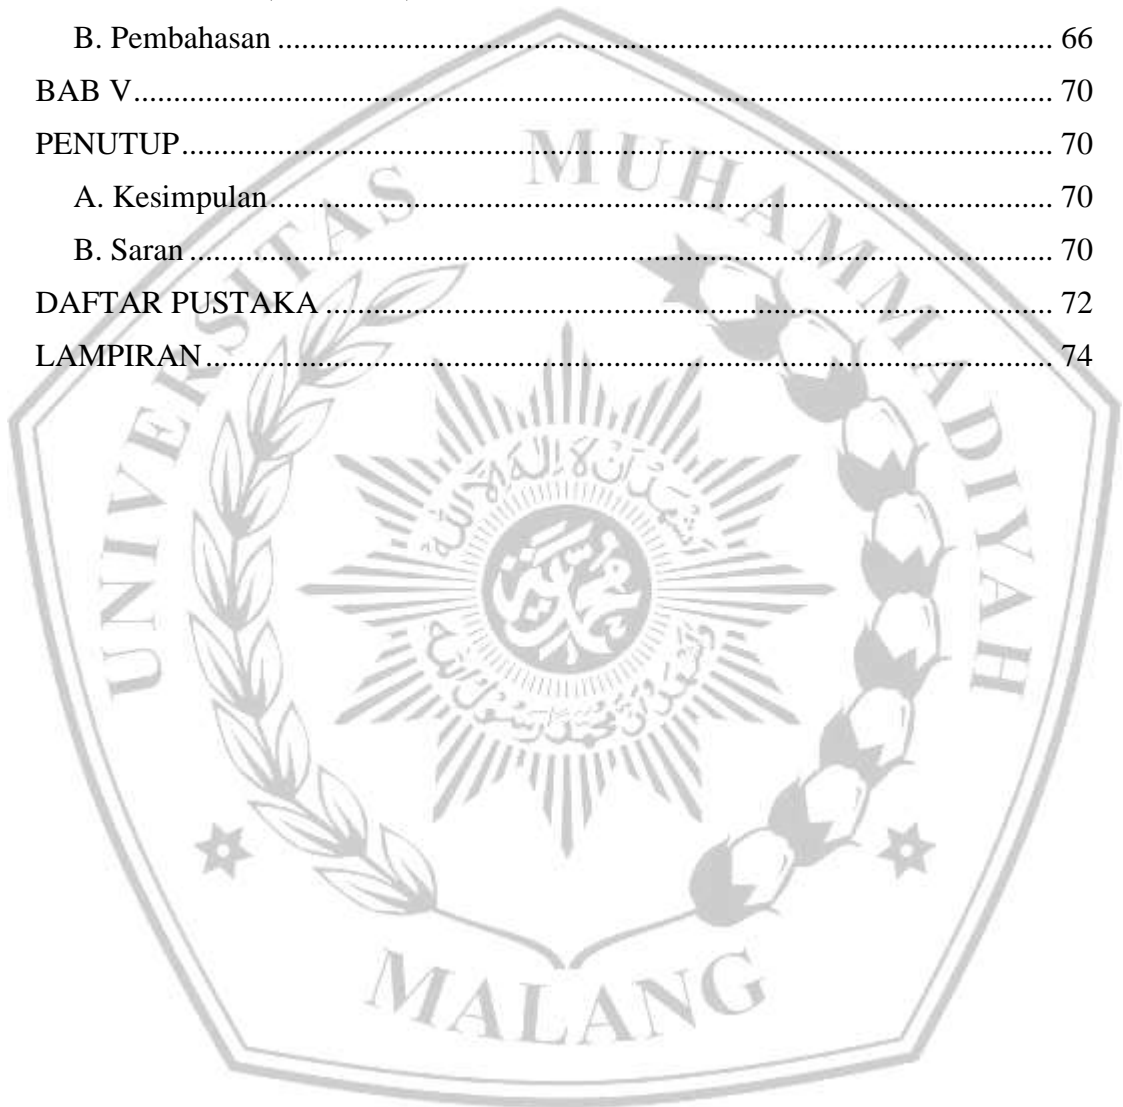 B. Pembahasan ................................................................................................. 66
BAB V................................................................................................................... 70
PENUTUP............................................................................................................. 70
A. Kesimpulan.................................................................................................. 70
B. Saran ............................................................................................................ 70
DAFTAR PUSTAKA ........................................................................................... 72
LAMPIRAN.......................................................................................................... 74
UNIVERSITAS MUHAMMADIYAH
MALANG